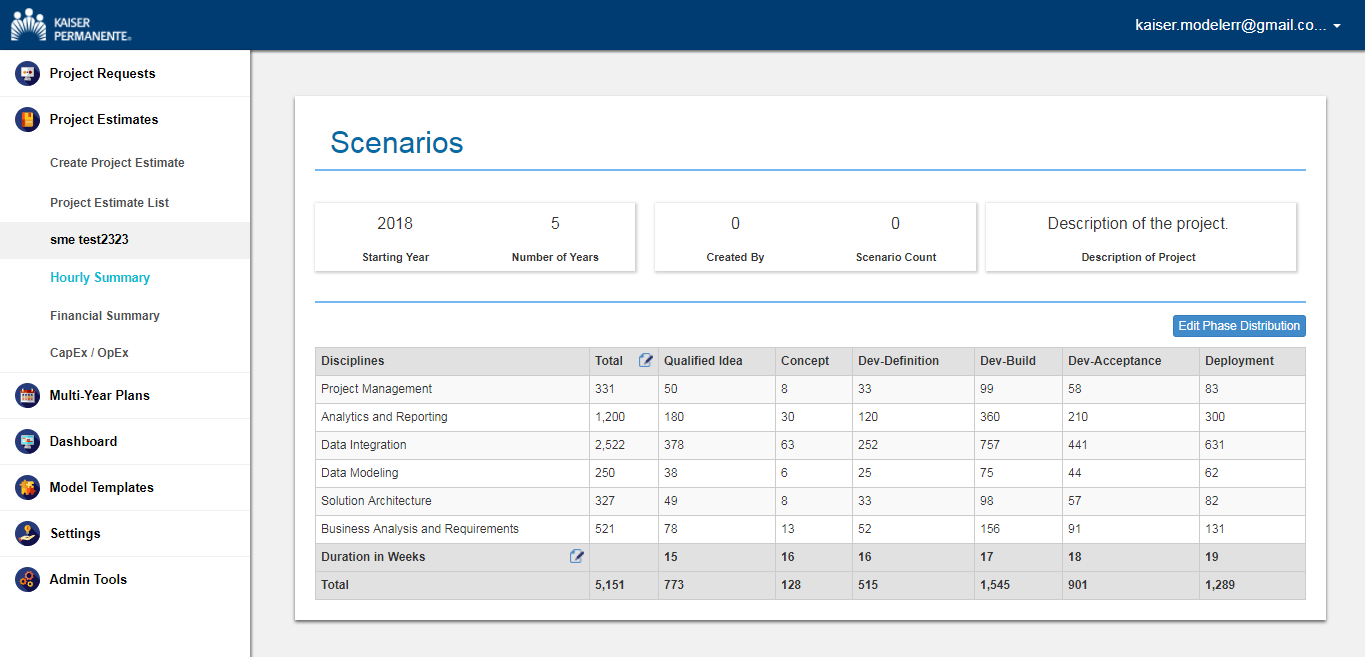 KAISER
PERMANENTE®
kaiser.modelerr@gmail.co...
Project Requests
Project Estimates
Create Project Estimate
Project Estimate List
sme test2323
Hourly Summary
Financial Summary
CapEx / OpEx
Multi-Year Plans
Dashboard
Model Templates
Settings
Admin Tools
Scenarios
2018 5 0 0 Description of the project.
Starting Year Number of Years Created By Scenario Count Description of Project
Edit Phase Distribution
Disciplines Total Qualified Idea Concept Dev-Definition Dev-Build Dev-Acceptance Deployment
Project Management 331 50 8 33 99 58 83
Analytics and Reporting 1,200 180 30 120 360 210 300
Data Integration 2,522 378 63 252 757 441 631
Data Modeling 250 38 6 25 75 44 62
Solution Architecture 327 49 8 33 98 57 82
Business Analysis and Requirements 521 78 13 52 156 91 131
Duration in Weeks 15 16 16 17 18 19
Total 5,151 773 128 515 1,545 901 1,289